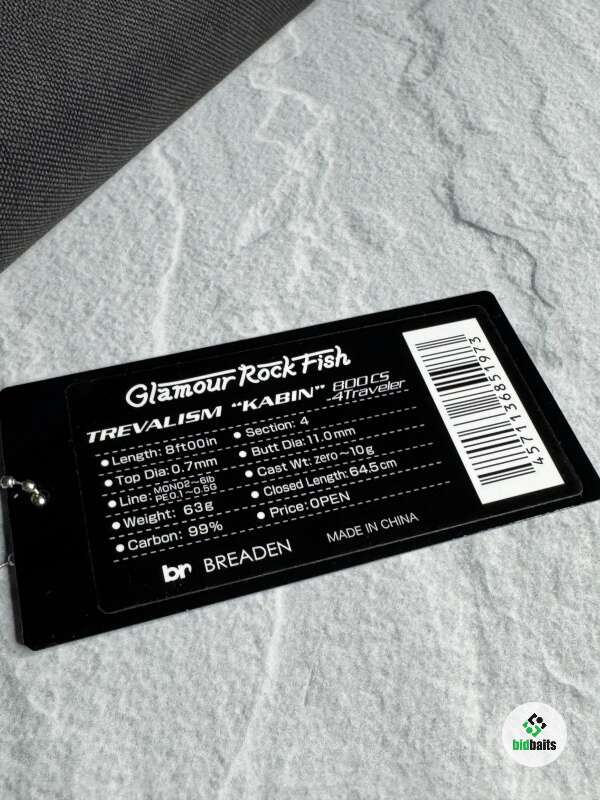 Glamour Rock Fish
TREVALISM "KABIN" 800CS
-4Traveler
● Length: 8ft00in ● Section: 4
● Top Dia: 0.7mm ● Butt Dia: 11.0mm
● Line: MONO2~6lb
PE0.1~0.5G
● Cast Wt: zero~10g
● Weight: 63g ● Closed Length: 64.5cm
● Carbon: 99% ● Price: OPEN
br BREADEN MADE IN CHINA
4571136851973
bidbaits